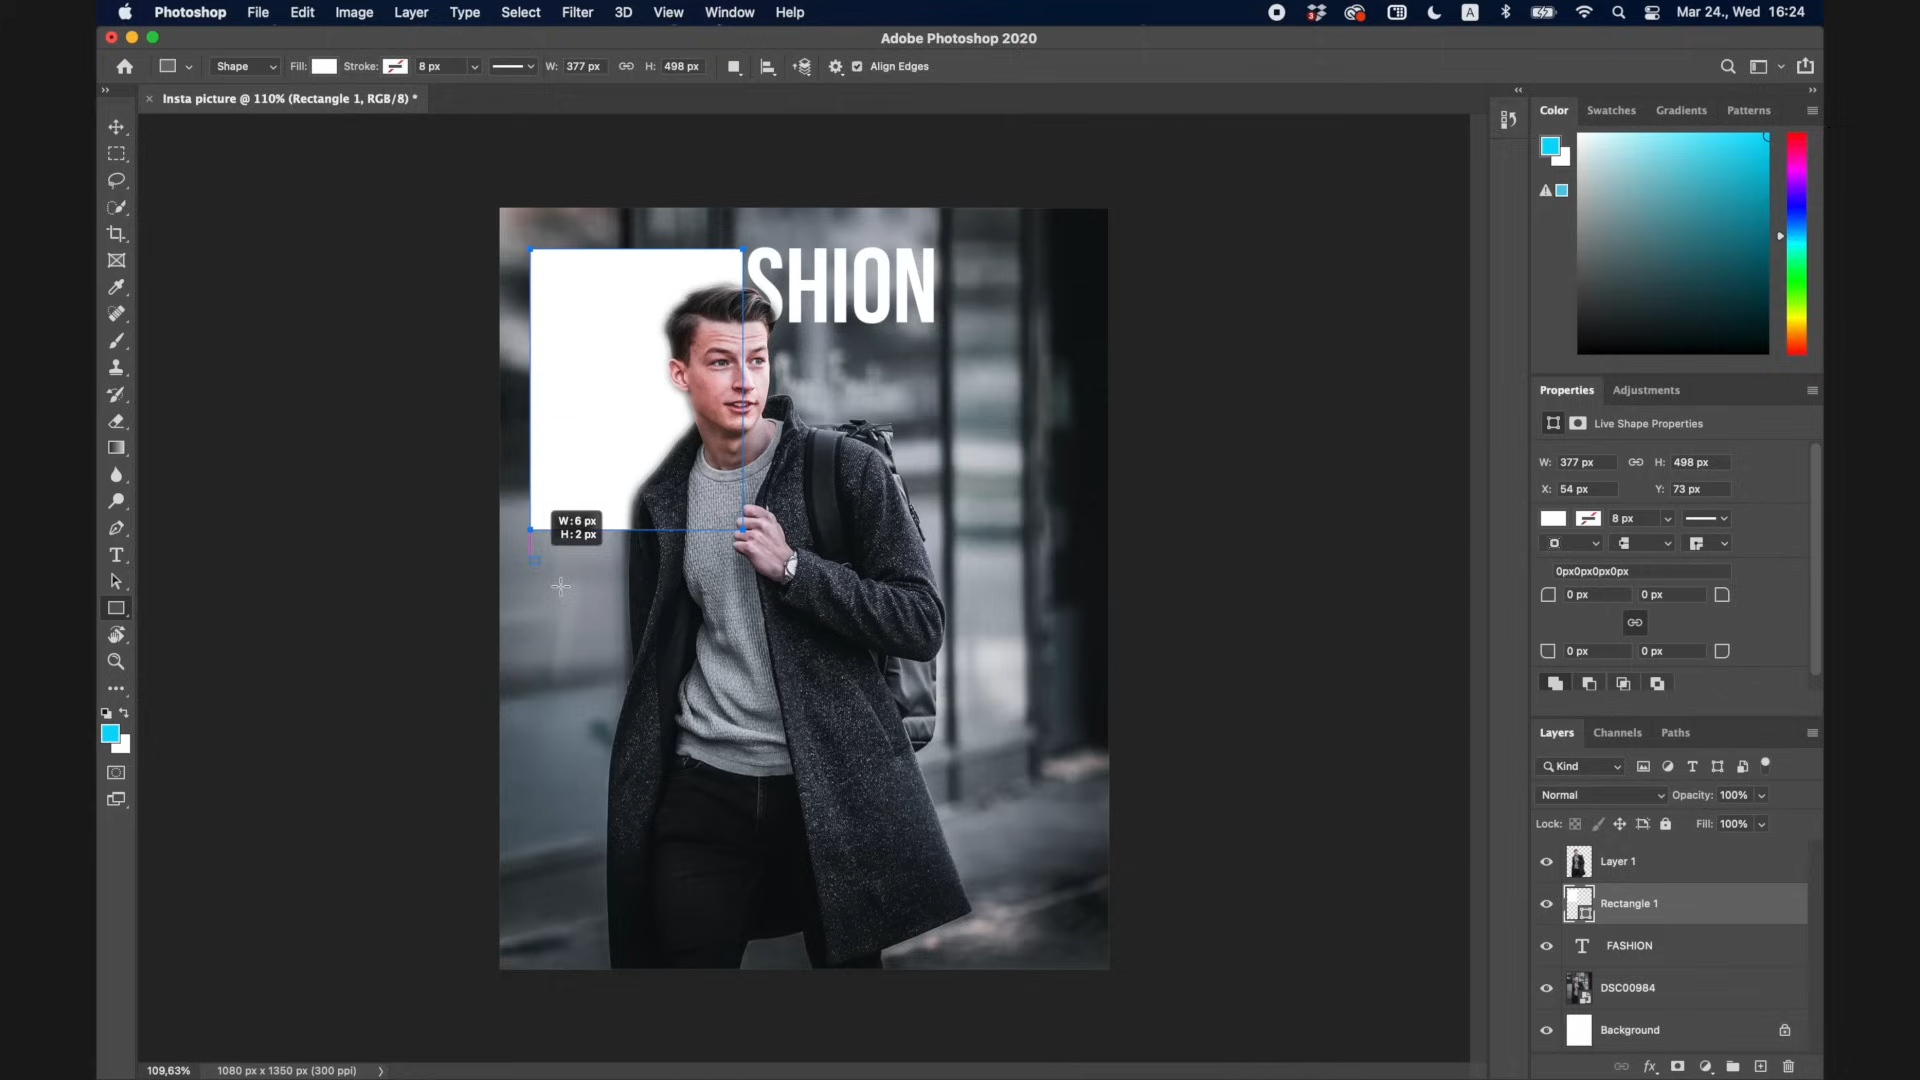 Photoshop File Edit Image Layer Type Select Filter 3D View Window Help
3
A
Mar 24., Wed 16:24
Adobe Photoshop 2020
Shape Fill: Stroke: 8 px W: 377 px H: 498 px Align Edges
× Insta picture @ 110% (Rectangle 1, RGB/8) *
Color Swatches Gradients Patterns
SHION
W: 6 px
H: 2 px
Properties Adjustments
Live Shape Properties
W: 377 px H: 498 px
X: 54 px Y: 73 px
8 px
0px0px0px0px
0 px 0 px
0 px 0 px
Layers Channels Paths
Kind
Normal Opacity: 100%
Lock: Fill: 100%
Layer 1
Rectangle 1
T FASHION
DSC00984
Background
fx
109,63% 1080 px x 1350 px (300 ppi) >